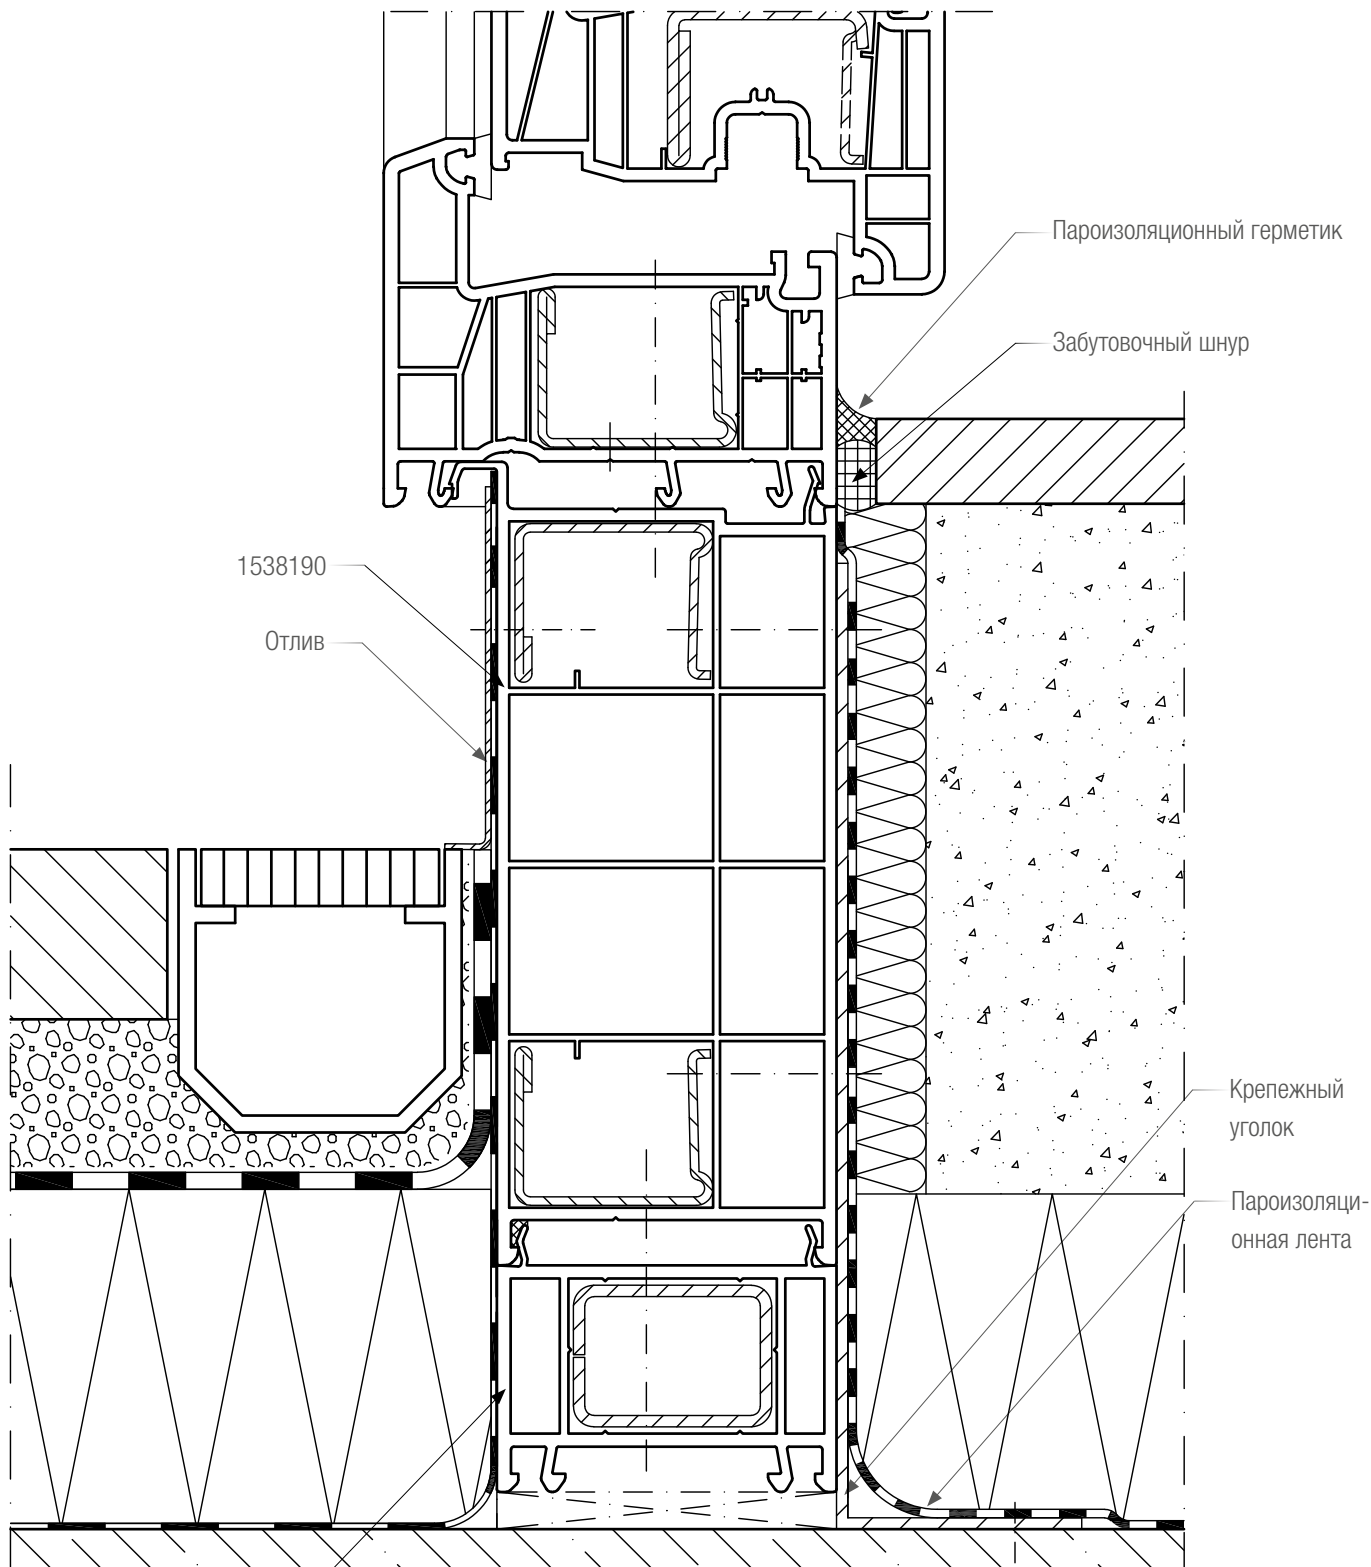 Пароизоляционный герметик
Забутовочный шнур
1538190
Отлив
Крепежный
уголок
Пароизоляци-
онная лента